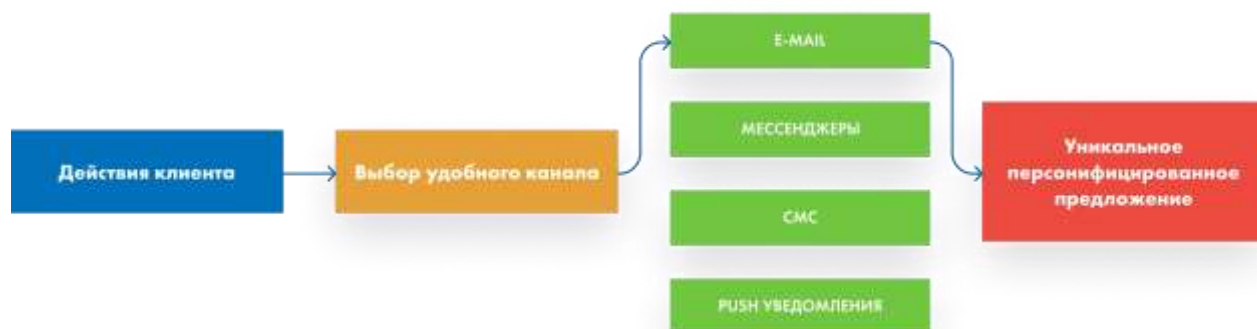 Действия клиента
Выбор удобного канала
E-MAIL
МЕССЕНДЖЕРЫ
СМС
PUSH УВЕДОМЛЕНИЯ
Уникальное
персонифицированное
предложение